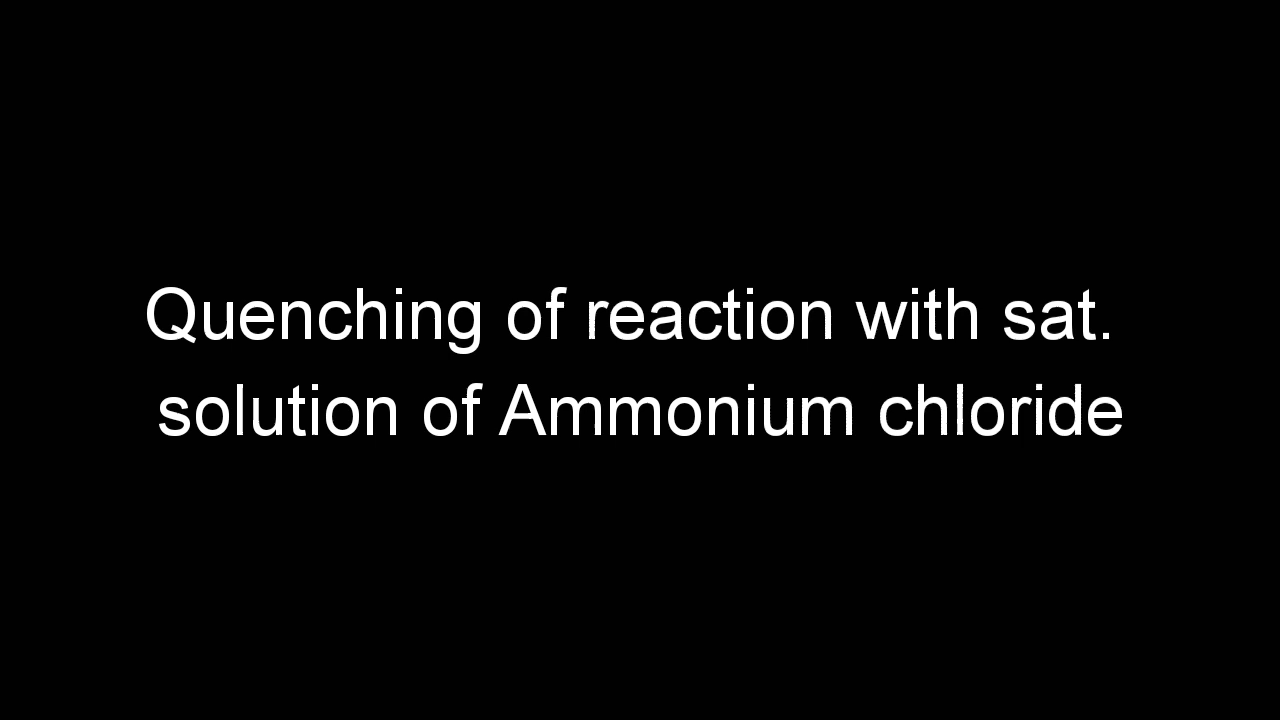 Quenching of reaction with sat.
solution of Ammonium chloride